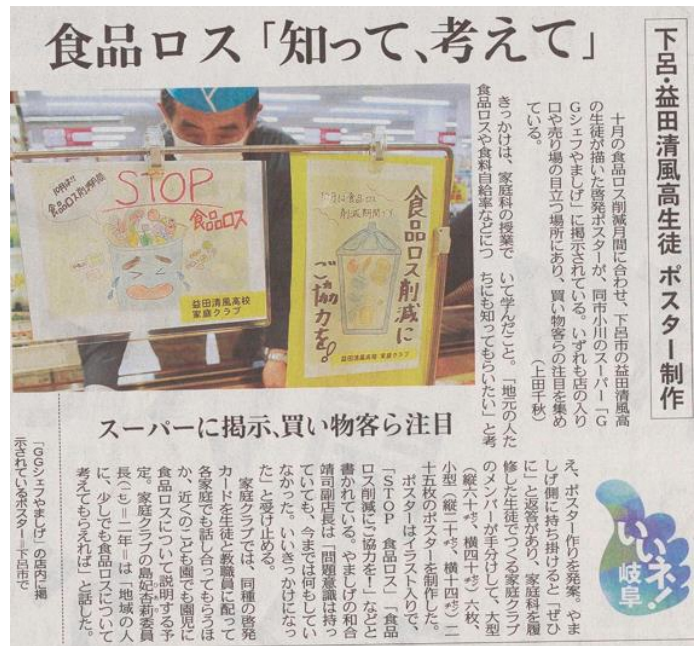 食品ロス「知って、考えて」
下呂・益田清風高生徒 ポスター制作
十月の食品ロス削減月間に合わせ、下呂市の益田清風高
の生徒が描いた啓発ポスターが、同市小川のスーパー「G
Gシェフやましげ」に掲示されている。いずれも店の入り
口や売り場の目立つ場所にあり、買い物客らの注目を集め
ている。
（上田千秋）
きっかけは、家庭科の授業で
食品ロスや食料自給率などにつ
いて学んだこと。「地元の人た
ちにも知ってもらいたい」と考
え、ポスター作りを発案。やま
しげ側に持ち掛けると「ぜひ
に」と返答があり、家庭科を履
修した生徒でつくる家庭クラブ
のメンバーが手分けして、大型
（縦六十㌢、横四十㌢）六枚、
小型（縦二十㌢、横十四㌢）二
十五枚のポスターを制作した。
ポスターはイラスト入りで、
「STOP 食品ロス」「食品
ロス削減にご協力を！」などと
書かれている。やましげの和合
靖司副店長は「問題意識は持っ
ていても、今までは何もしてい
なかった。いいきっかけになっ
た」と受け止める。
家庭クラブでは、同種の啓発
カードを生徒と教職員に配って
各家庭でも話し合ってもらうほ
か、近くのこども園でも園児に
食品ロスについて説明する予
定。家庭クラブの島妃杏莉委員
長（こも）＝二年＝は「地域の人
に、少しでも食品ロスについて
考えてもらえれば」と話した。
スーパーに掲示、買い物客ら注目
いいネ！
岐阜
10月は!!
食品ロス削減月間
STOP
食品ロス
益田清風高校
家庭クラブ
食品ロス削減に
ご協力を!
益田清風高校 家庭クラブ
「GGシェフやましげ」の店内に掲
示されているポスター＝下呂市で